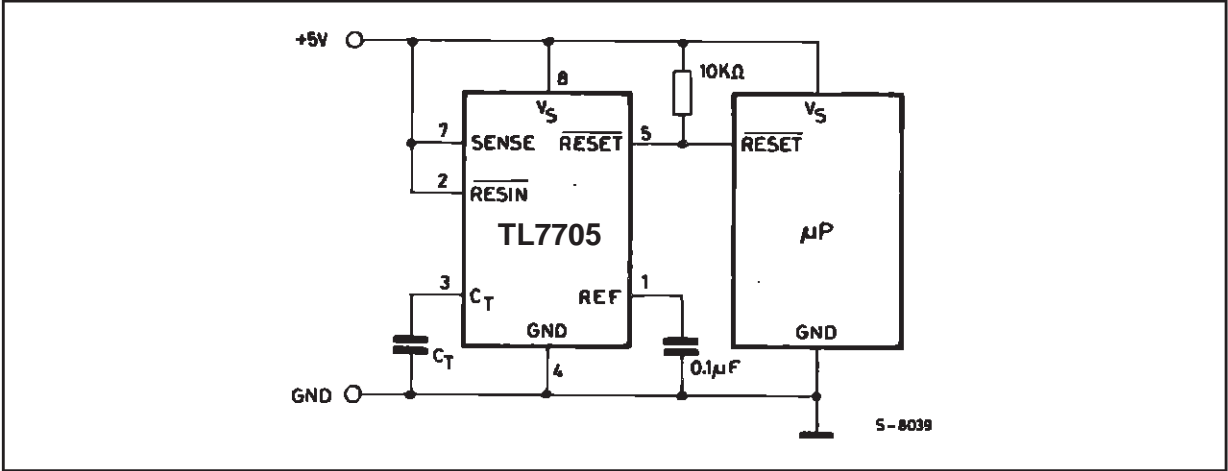 +5V
8
10KΩ
V_S
V_S
7
SENSE
RESET
5
RESET
2
RESIN
TL7705
μP
3
C_T
REF
1
GND
GND
C_T
4
0.1μF
GND
S-8039